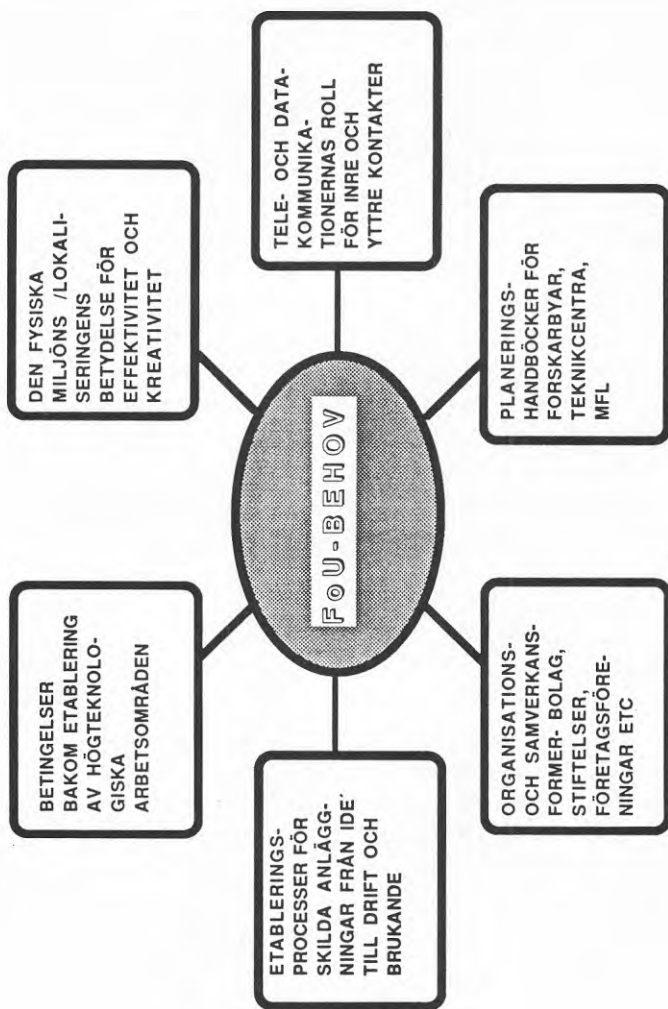 BETINGELSER
BAKOM ETABLERING
AV HÖGTEKNOLO-
GISKA
ARBETSOMRÅDEN
DEN FYSISKA
MILJÖNS /LOKALI-
SERINGENS
BETYDELSE FÖR
EFFEKTIVITET OCH
KREATIVITET
ETABLERINGS-
PROCESSER FÖR
SKILDA ANLÄGG-
NINGAR FRÅN IDE´
TILL DRIFT OCH
BRUKANDE
FoU-BEHOV
TELE- OCH DATA-
KOMMUNIKA-
TIONERNAS ROLL
FÖR INRE OCH
YTTRE KONTAKTER
ORGANISATIONS-
OCH SAMVERKANS-
FORMER- BOLAG,
STIFTELSER,
FÖRETAGSFÖRE-
NINGAR ETC
PLANERINGS-
HANDBÖCKER FÖR
FORSKARBYAR,
TEKNIKCENTRA,
MFL